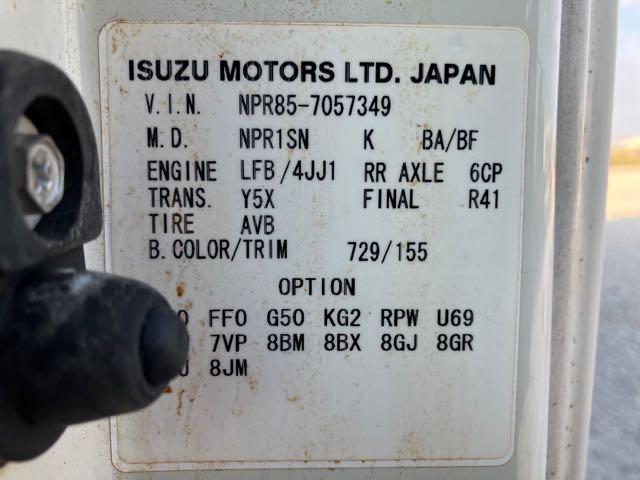 ISUZU MOTORS LTD. JAPAN
V.I.N. NPR85-7057349
M.D. NPR1SN K BA/BF
ENGINE LFB/4JJ1 RR AXLE 6CP
TRANS. Y5X FINAL R41
TIRE AVB
B.COLOR/TRIM 729/155
OPTION
FF0 G50 KG2 RPW U69
7VP 8BM 8BX 8GJ 8GR
8JM